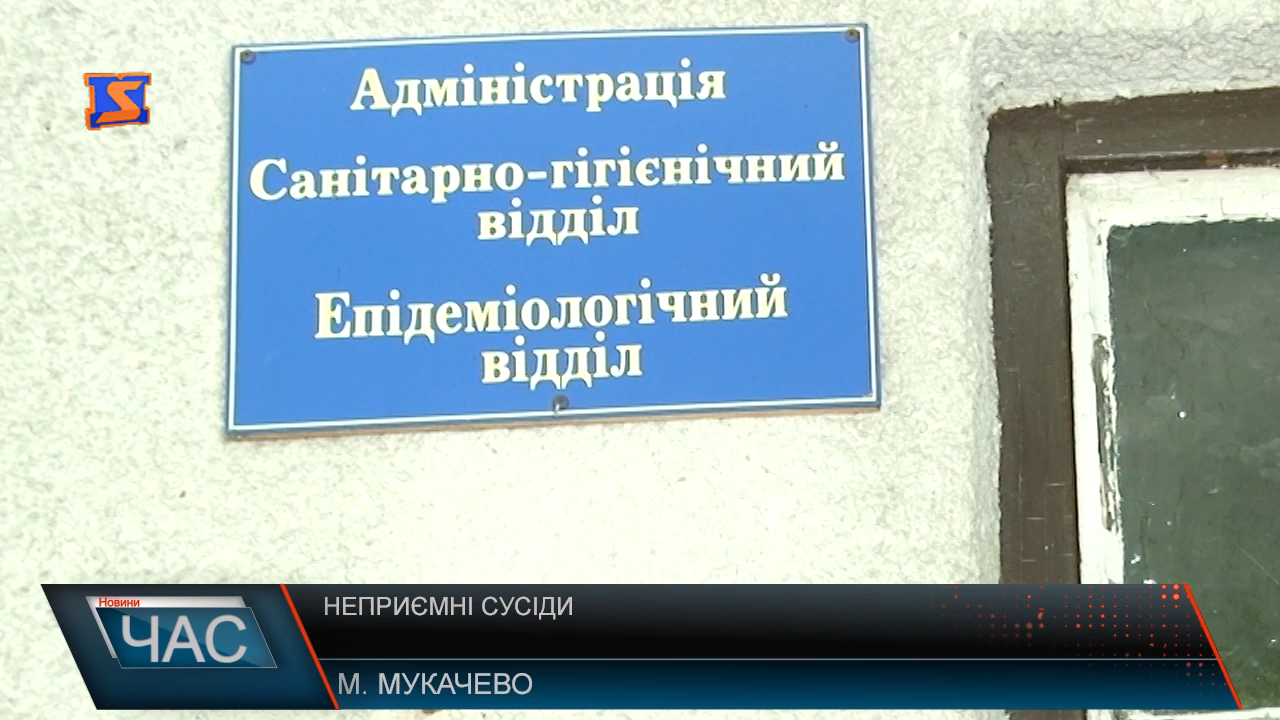 Адміністрація
Санітарно-гігієнічний
відділ
Епідеміологічний
відділ
Новини
ЧАС
НЕПРИЄМНІ СУСІДИ
М. МУКАЧЕВО